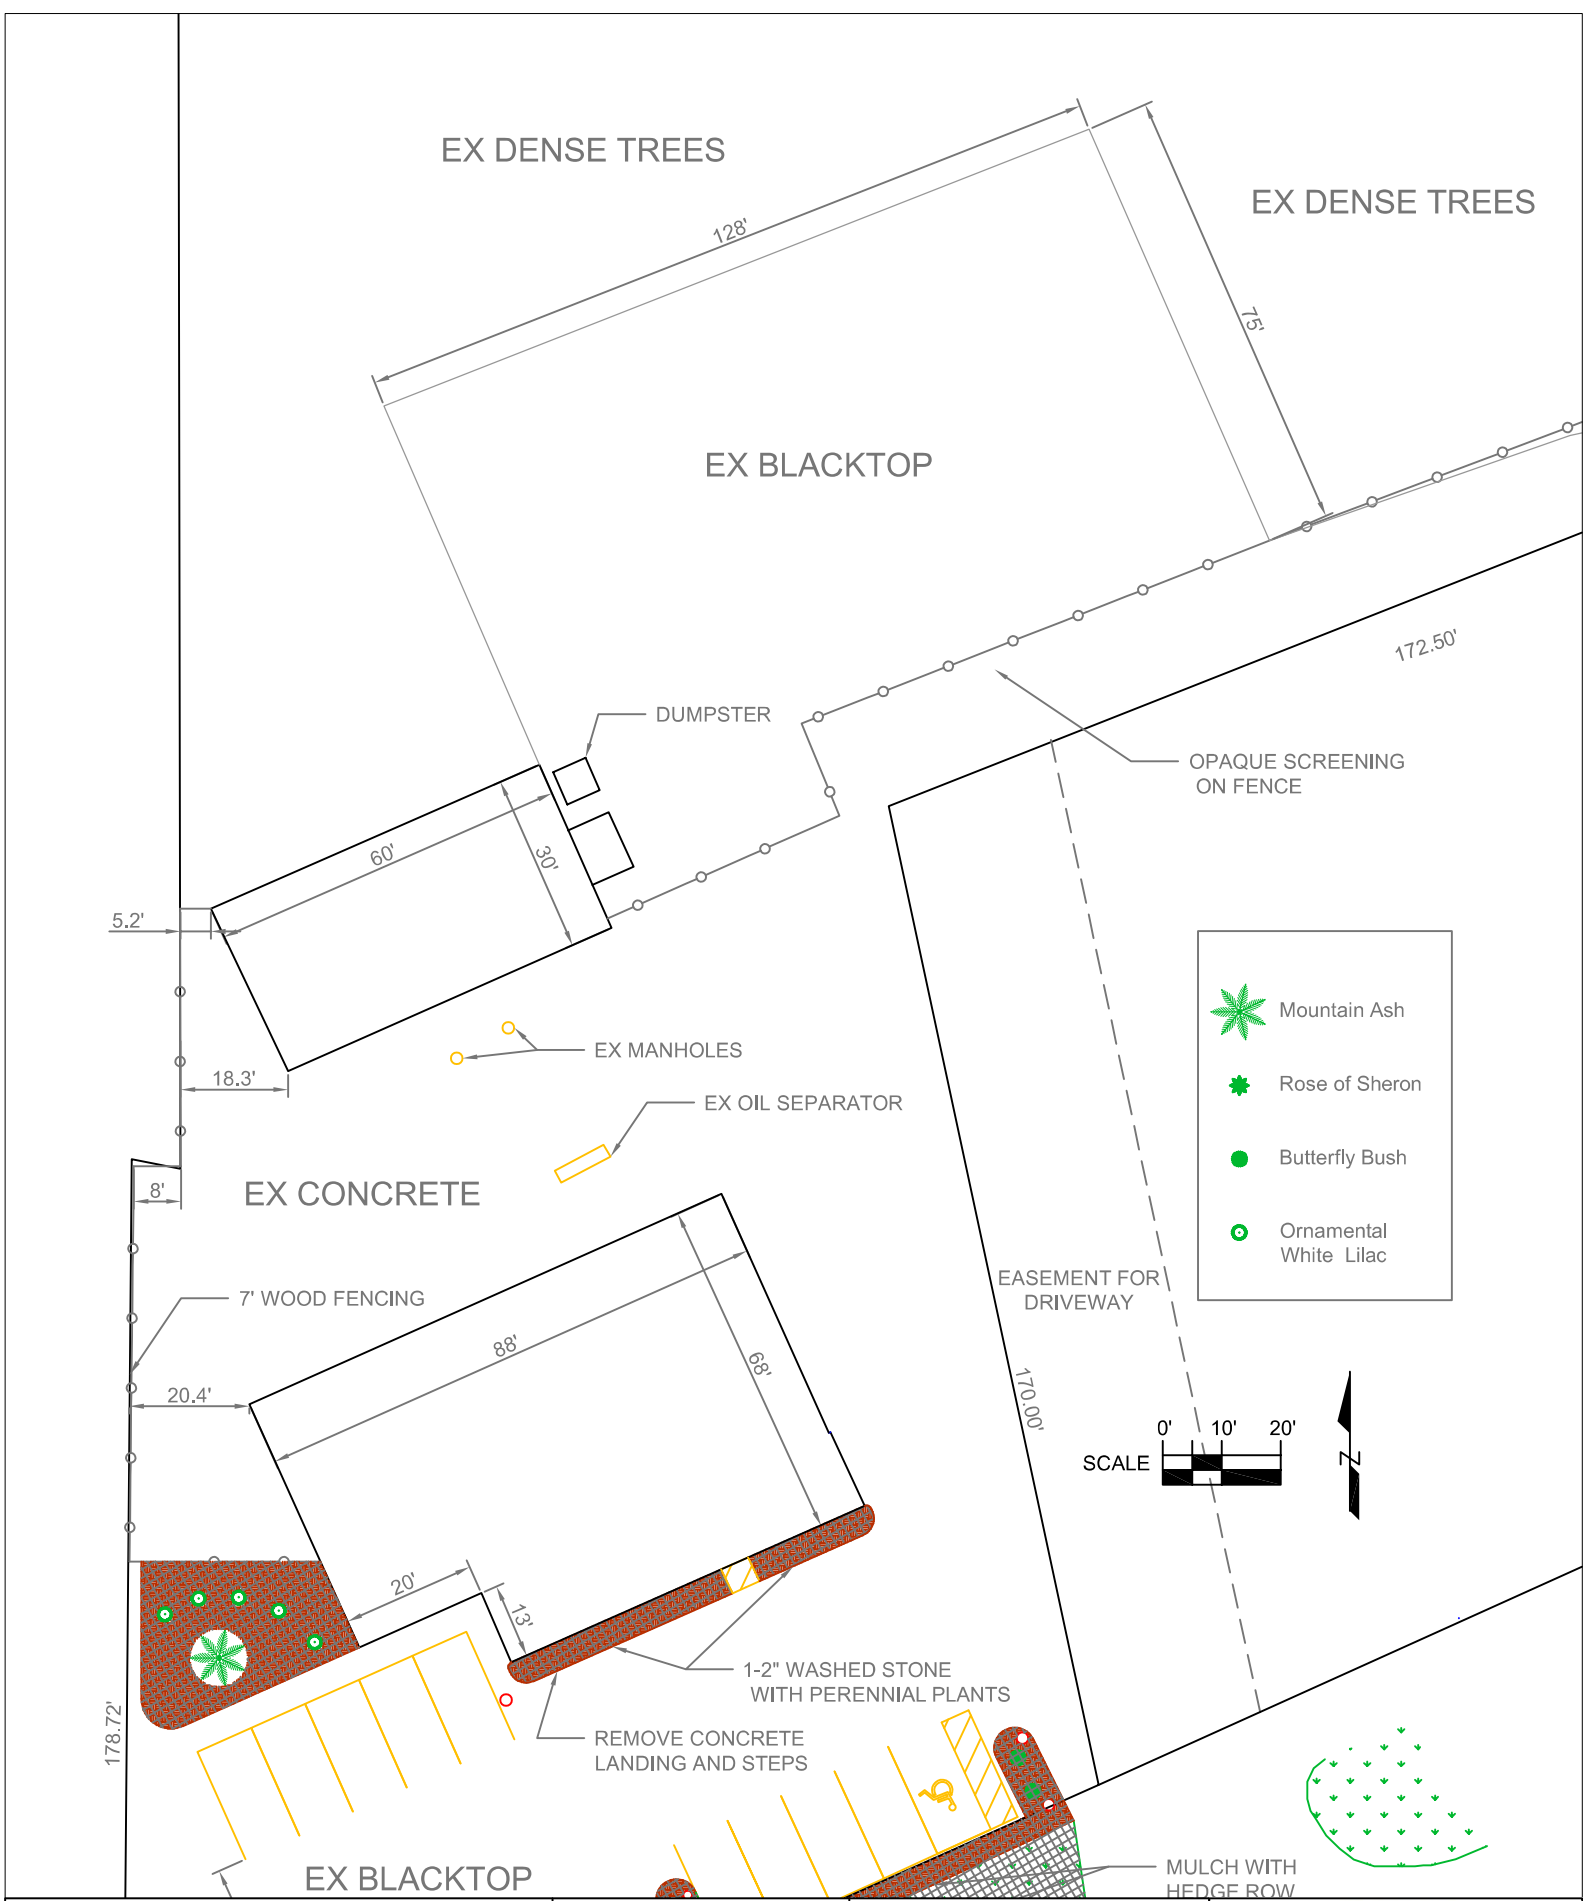 EX DENSE TREES
EX DENSE TREES
128'
75'
EX BLACKTOP
172.50'
DUMPSTER
OPAQUE SCREENING
ON FENCE
60'
30'
5.2'
Mountain Ash
EX MANHOLES
18.3'
Rose of Sheron
EX OIL SEPARATOR
Butterfly Bush
8'
EX CONCRETE
Ornamental
White Lilac
EASEMENT FOR
DRIVEWAY
7' WOOD FENCING
88'
68'
20.4'
170.00'
0' 10' 20'
SCALE
N
20'
13'
1-2" WASHED STONE
WITH PERENNIAL PLANTS
178.72'
REMOVE CONCRETE
LANDING AND STEPS
EX BLACKTOP
MULCH WITH
HEDGE ROW